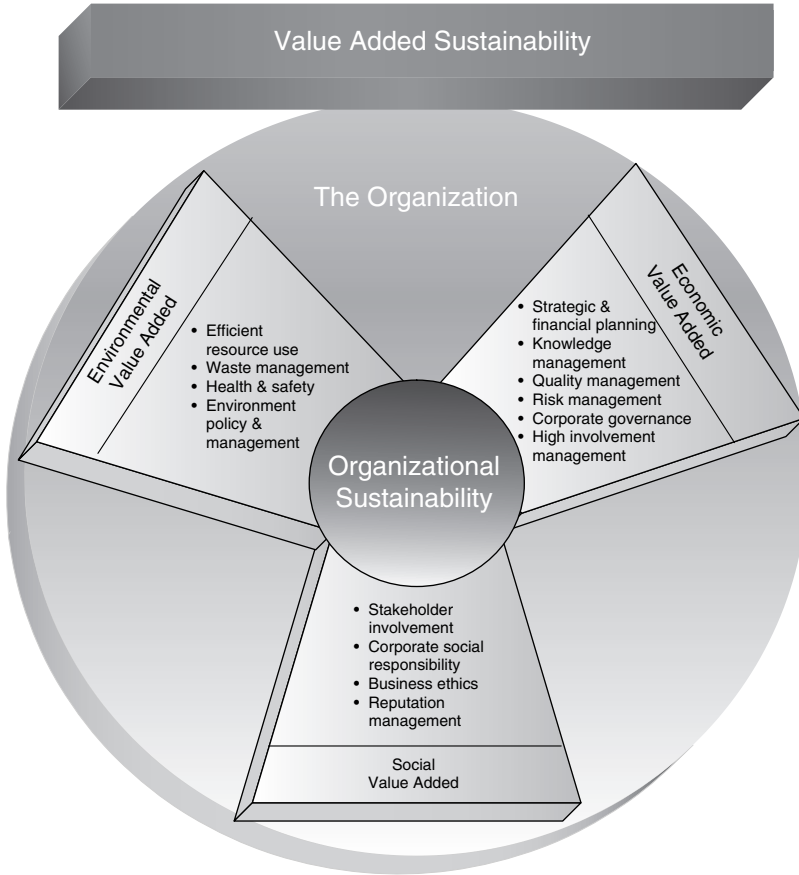 Value Added Sustainability
The Organization
Environmental
Value Added
• Efficient
resource use
• Waste management
• Health & safety
• Environment
policy &
management
Economic
Value Added
• Strategic &
financial planning
• Knowledge
management
• Quality management
• Risk management
• Corporate governance
• High involvement
management
Organizational
Sustainability
• Stakeholder
involvement
• Corporate social
responsibility
• Business ethics
• Reputation
management
Social
Value Added